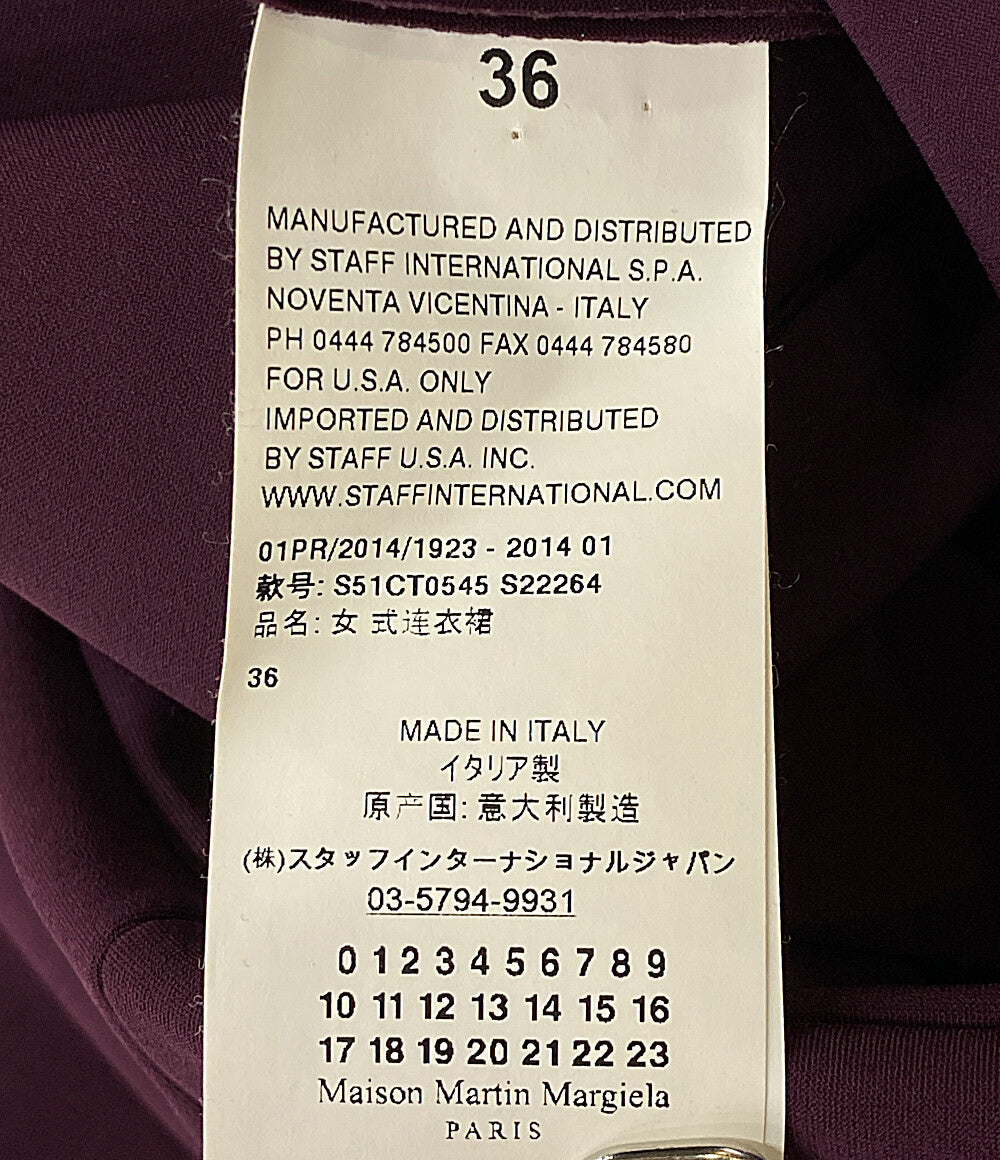 36
MANUFACTURED AND DISTRIBUTED
BY STAFF INTERNATIONAL S.P.A.
NOVENTA VICENTINA - ITALY
PH 0444 784500 FAX 0444 784580
FOR U.S.A. ONLY
IMPORTED AND DISTRIBUTED
BY STAFF U.S.A. INC.
WWW.STAFFINTERNATIONAL.COM
01PR/2014/1923 - 2014 01
款号: S51CT0545 S22264
品名: 女 式连衣裙
36
MADE IN ITALY
イタリア製
原产国: 意大利製造
(株)スタッフインターナショナルジャパン
03-5794-9931
0 1 2 3 4 5 6 7 8 9
10 11 12 13 14 15 16
17 18 19 20 21 22 23
Maison Martin Margiela
PARIS